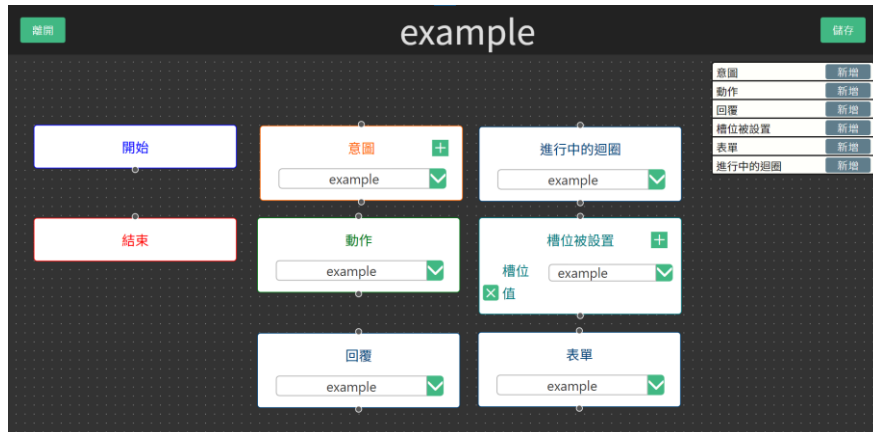 離開
example
儲存
意圖 新增
動作 新增
回覆 新增
槽位被設置 新增
表單 新增
進行中的迴圈 新增
開始
意圖
example
進行中的迴圈
example
結束
動作
example
槽位被設置
槽位 example
值
回覆
example
表單
example